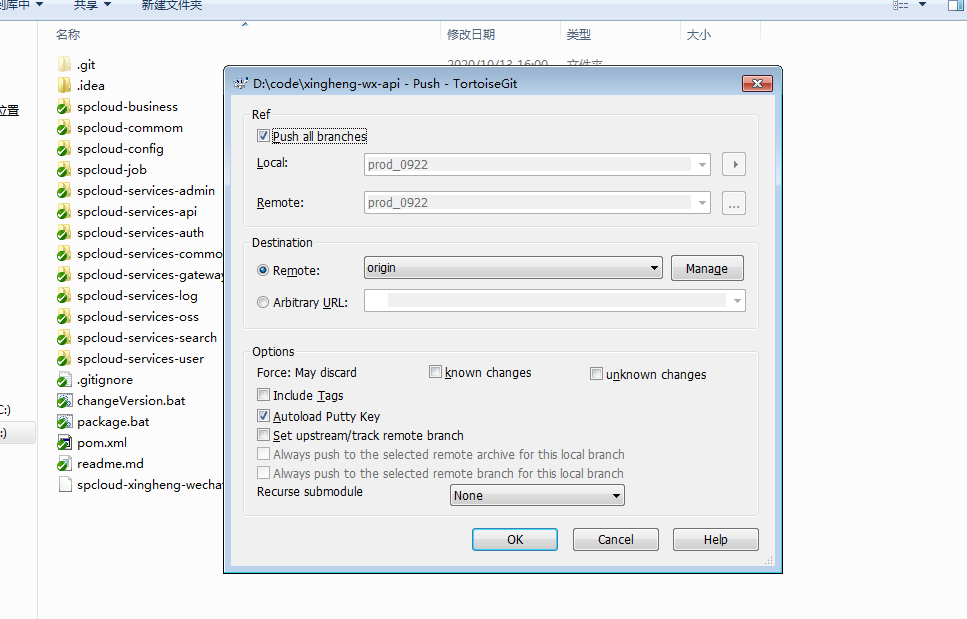 到库中 共享 新建文件夹
名称 修改日期 类型 大小
.git 2020/10/13 16:00 文件夹
.idea
位置
spcloud-business
spcloud-commom
spcloud-config
spcloud-job
spcloud-services-admin
spcloud-services-api
spcloud-services-auth
spcloud-services-commo
spcloud-services-gateway
spcloud-services-log
spcloud-services-oss
spcloud-services-search
spcloud-services-user
.gitignore
changeVersion.bat
package.bat
pom.xml
readme.md
spcloud-xingheng-wecha
C:)
:)
D:\code\xingheng-wx-api - Push - TortoiseGit
Ref
Push all branches
Local: prod_0922
Remote: prod_0922 ...
Destination
Remote: origin Manage
Arbitrary URL:
Options
Force: May discard known changes unknown changes
Include Tags
Autoload Putty Key
Set upstream/track remote branch
Always push to the selected remote archive for this local branch
Always push to the selected remote branch for this local branch
Recurse submodule None
OK Cancel Help